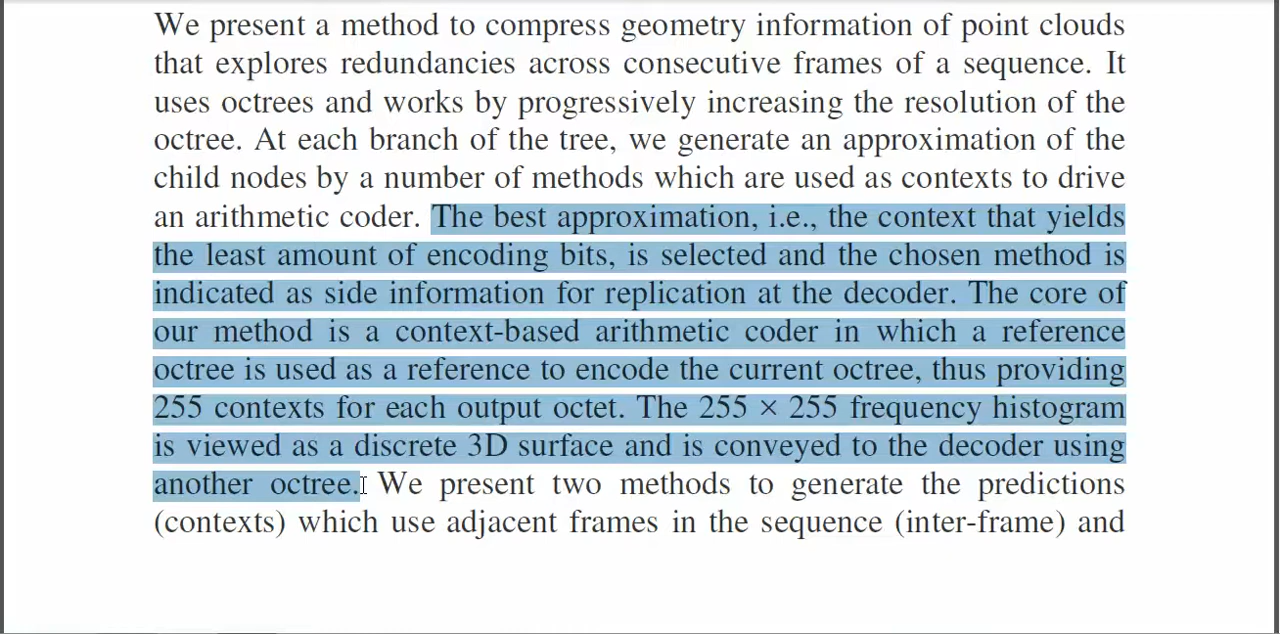 We present a method to compress geometry information of point clouds
that explores redundancies across consecutive frames of a sequence. It
uses octrees and works by progressively increasing the resolution of the
octree. At each branch of the tree, we generate an approximation of the
child nodes by a number of methods which are used as contexts to drive
an arithmetic coder. The best approximation, i.e., the context that yields
the least amount of encoding bits, is selected and the chosen method is
indicated as side information for replication at the decoder. The core of
our method is a context-based arithmetic coder in which a reference
octree is used as a reference to encode the current octree, thus providing
255 contexts for each output octet. The 255 × 255 frequency histogram
is viewed as a discrete 3D surface and is conveyed to the decoder using
another octree. We present two methods to generate the predictions
(contexts) which use adjacent frames in the sequence (inter-frame) and